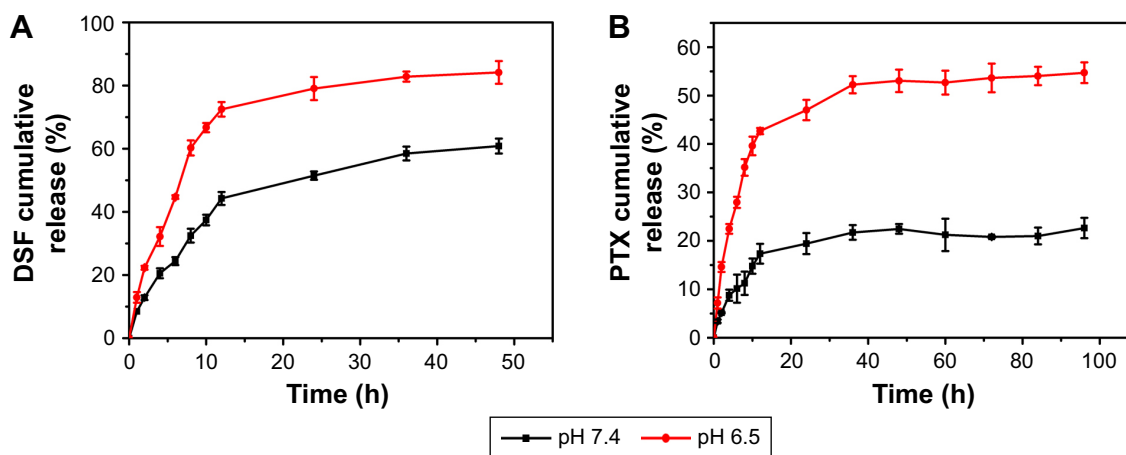 A
DSF cumulative
release (%)
100
80
60
40
20
0
0 10 20 30 40 50
Time (h)
B
PTX cumulative
release (%)
60
50
40
30
20
10
0
0 20 40 60 80 100
Time (h)
pH 7.4 pH 6.5